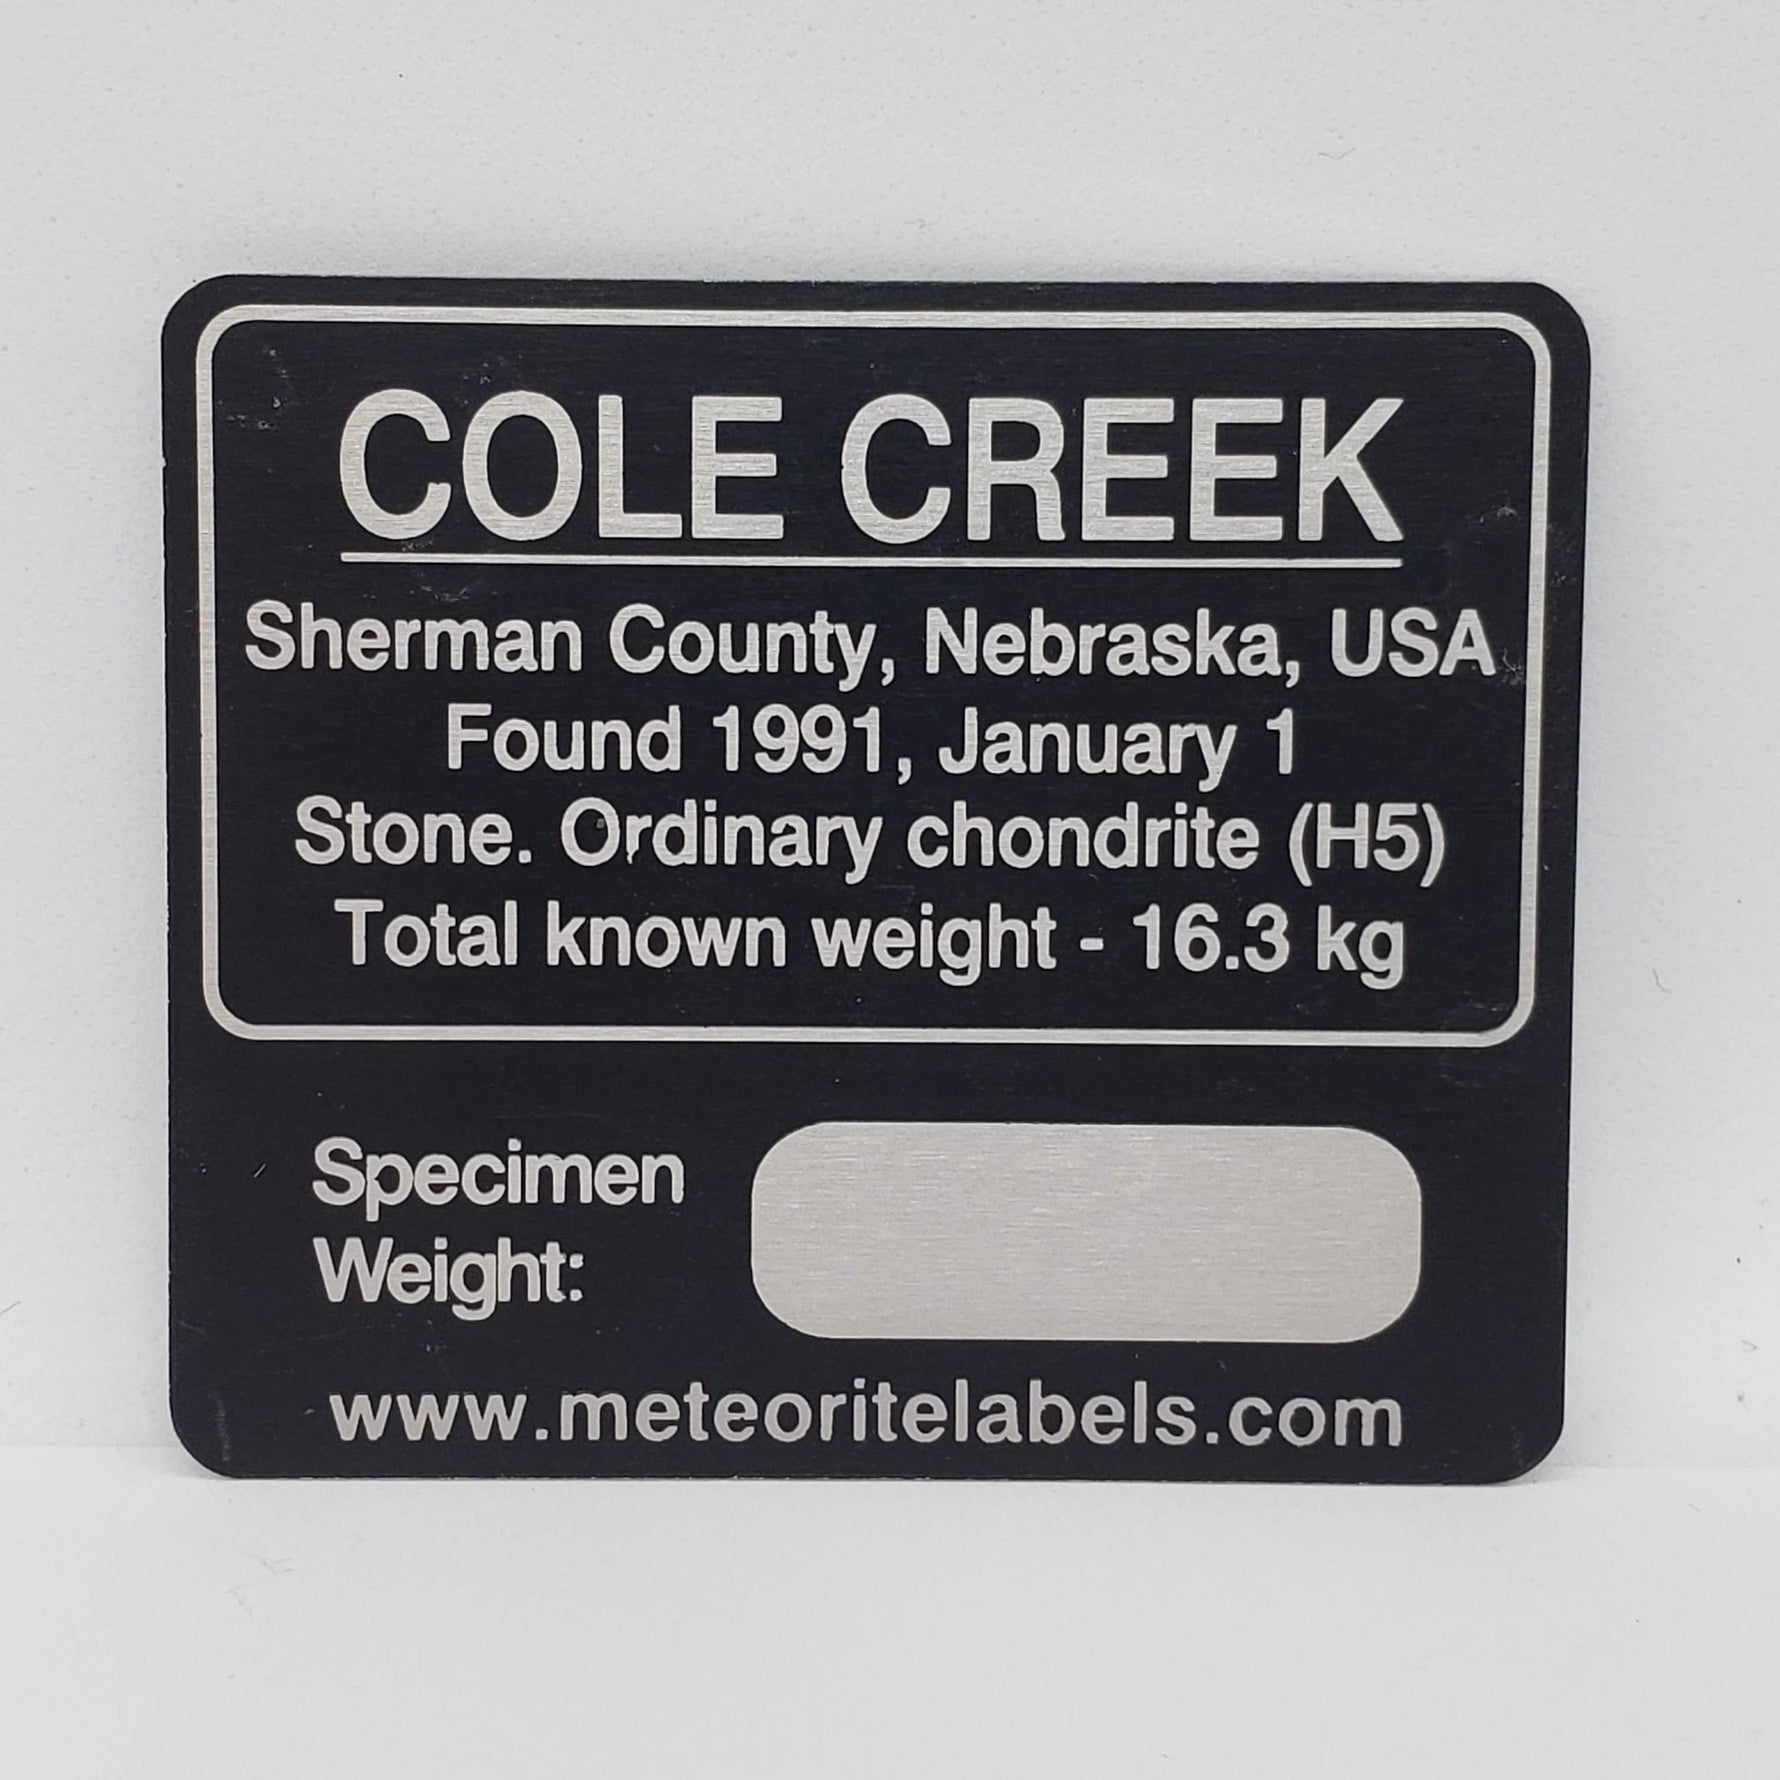 COLE CREEK
Sherman County, Nebraska, USA
Found 1991, January 1
Stone. Ordinary chondrite (H5)
Total known weight - 16.3 kg
Specimen
Weight:
www.meteoritelabels.com